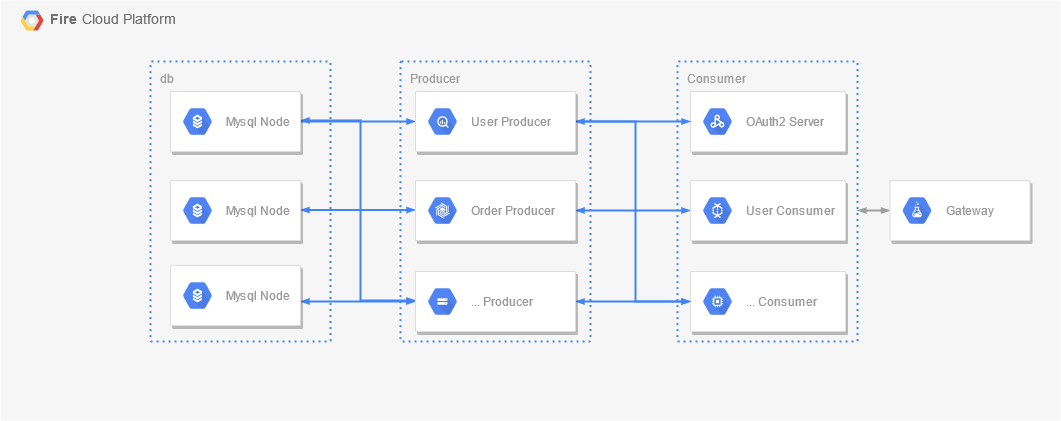 Fire Cloud Platform
db
Producer
Consumer
Mysql Node
User Producer
OAuth2 Server
Mysql Node
Order Producer
User Consumer
Gateway
Mysql Node
... Producer
... Consumer